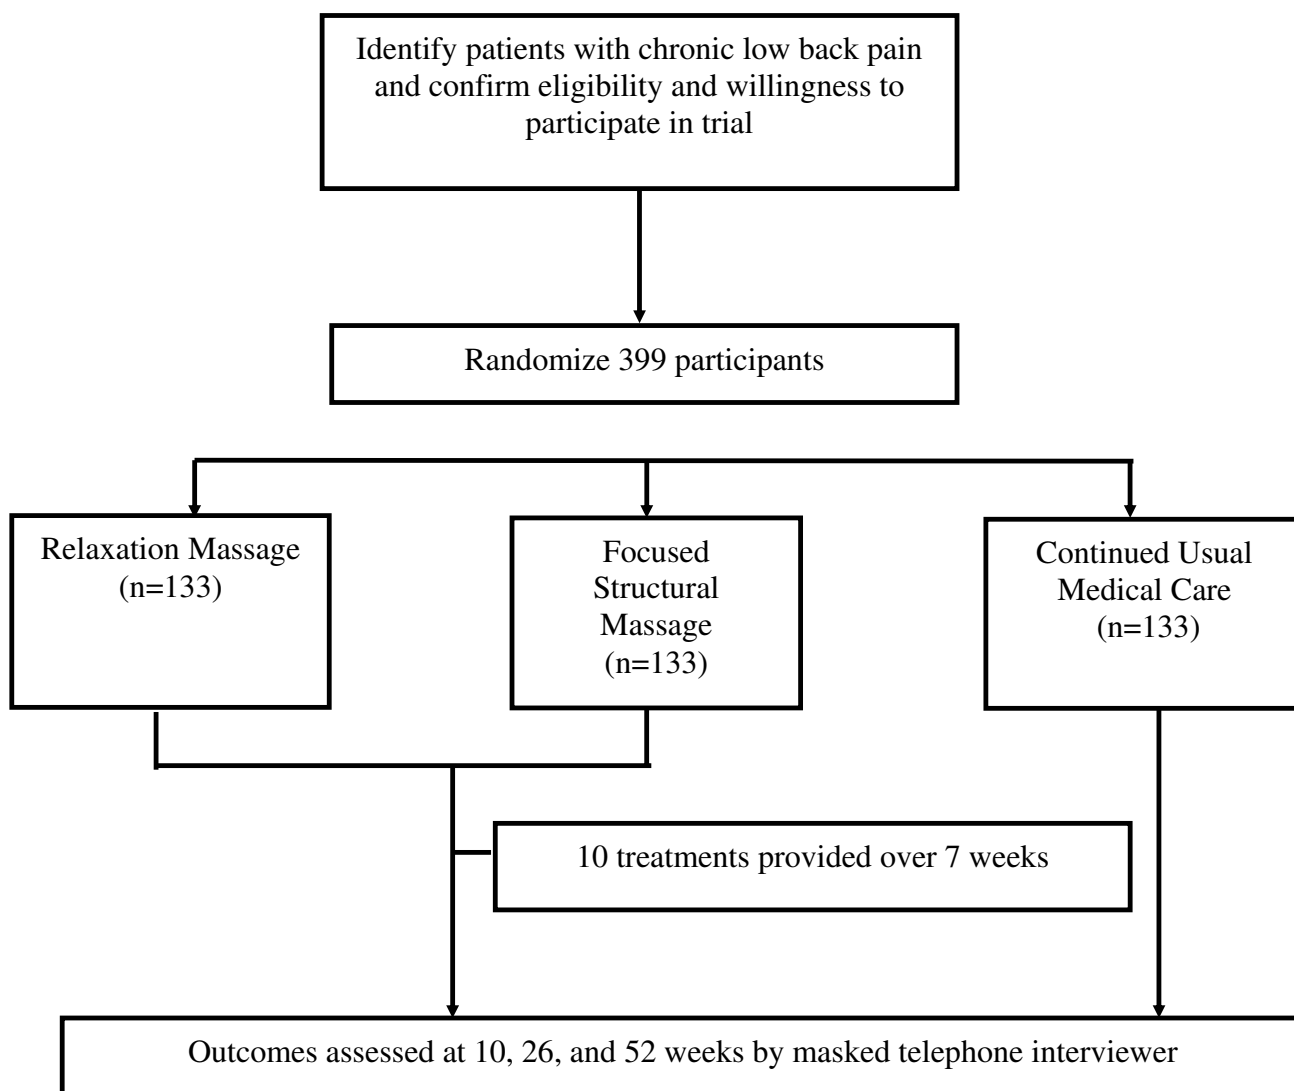 Identify patients with chronic low back pain
and confirm eligibility and willingness to
participate in trial
Randomize 399 participants
Relaxation Massage
(n=133)
Focused
Structural
Massage
(n=133)
Continued Usual
Medical Care
(n=133)
10 treatments provided over 7 weeks
Outcomes assessed at 10, 26, and 52 weeks by masked telephone interviewer